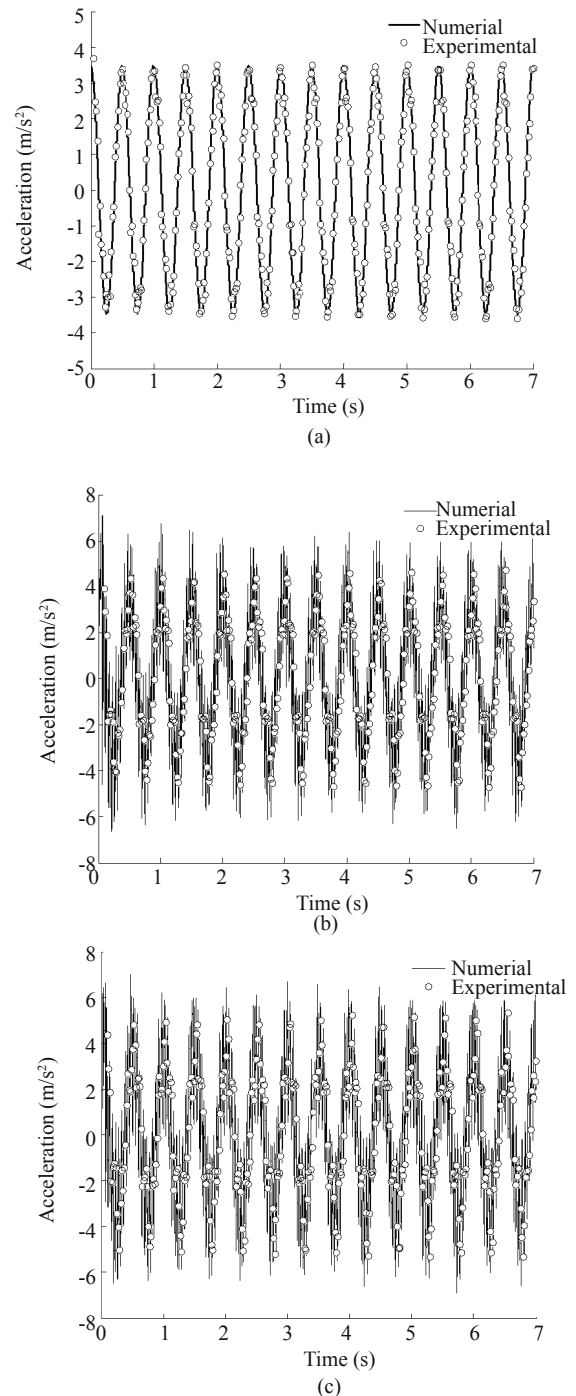 5
4
3
2
1
0
-1
-2
-3
-4
-5
Acceleration (m/s²)
Numerial
Experimental
0 1 2 3 4 5 6 7
Time (s)
(a)
8
6
4
2
0
-2
-4
-6
-8
Acceleration (m/s²)
Numerial
Experimental
0 1 2 3 4 5 6 7
Time (s)
(b)
8
6
4
2
0
-2
-4
-6
-8
Acceleration (m/s²)
Numerial
Experimental
0 1 2 3 4 5 6 7
Time (s)
(c)